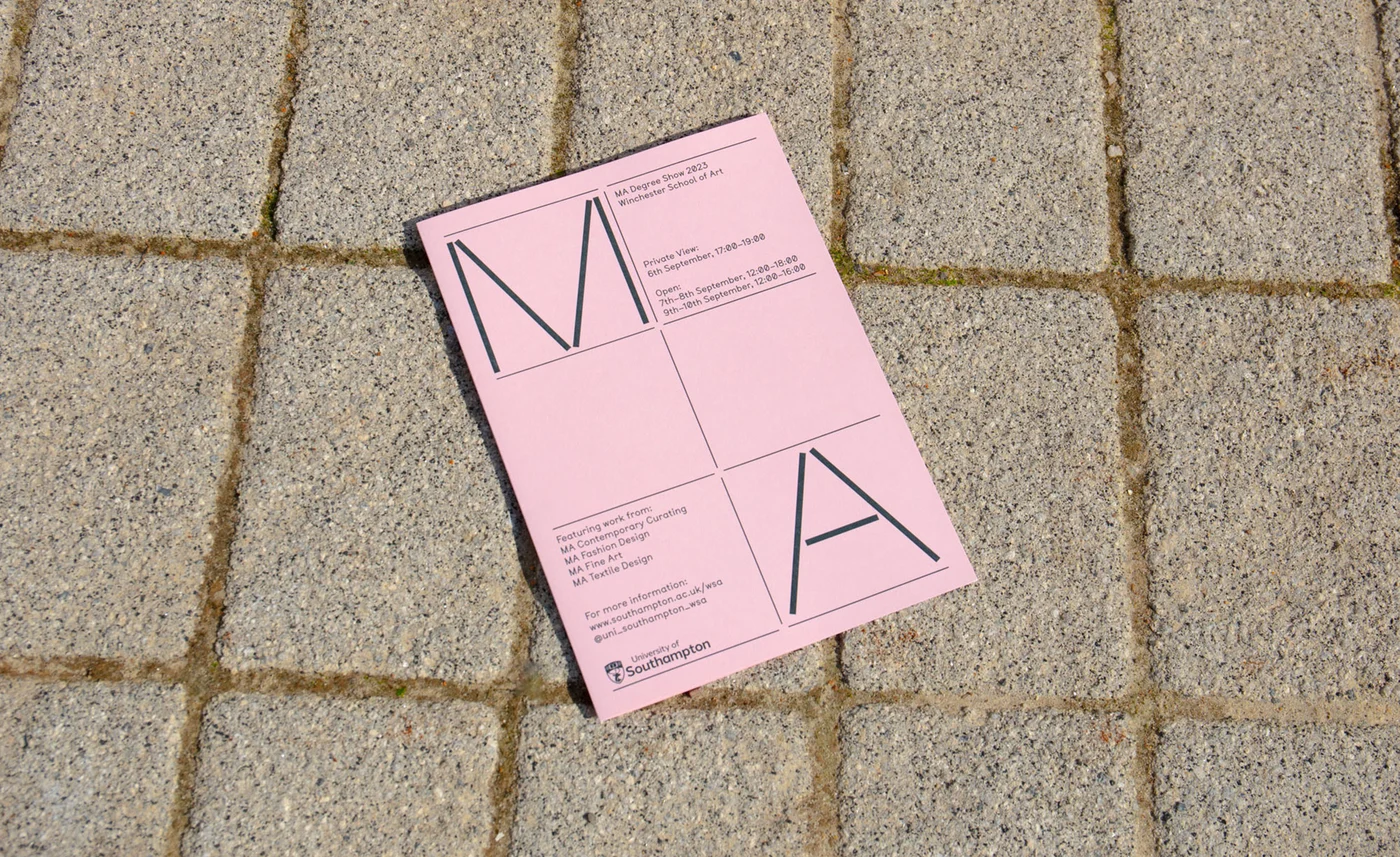 M
MA Degree Show 2023
Winchester School of Art
Private View:
6th September, 17:00–19:00
Open:
7th–8th September, 12:00–18:00
9th–10th September, 12:00–16:00
Featuring work from:
MA Contemporary Curating
MA Fashion Design
MA Fine Art
MA Textile Design
For more information:
www.southampton.ac.uk/wsa
@uni_southampton_wsa
University of
Southampton
A